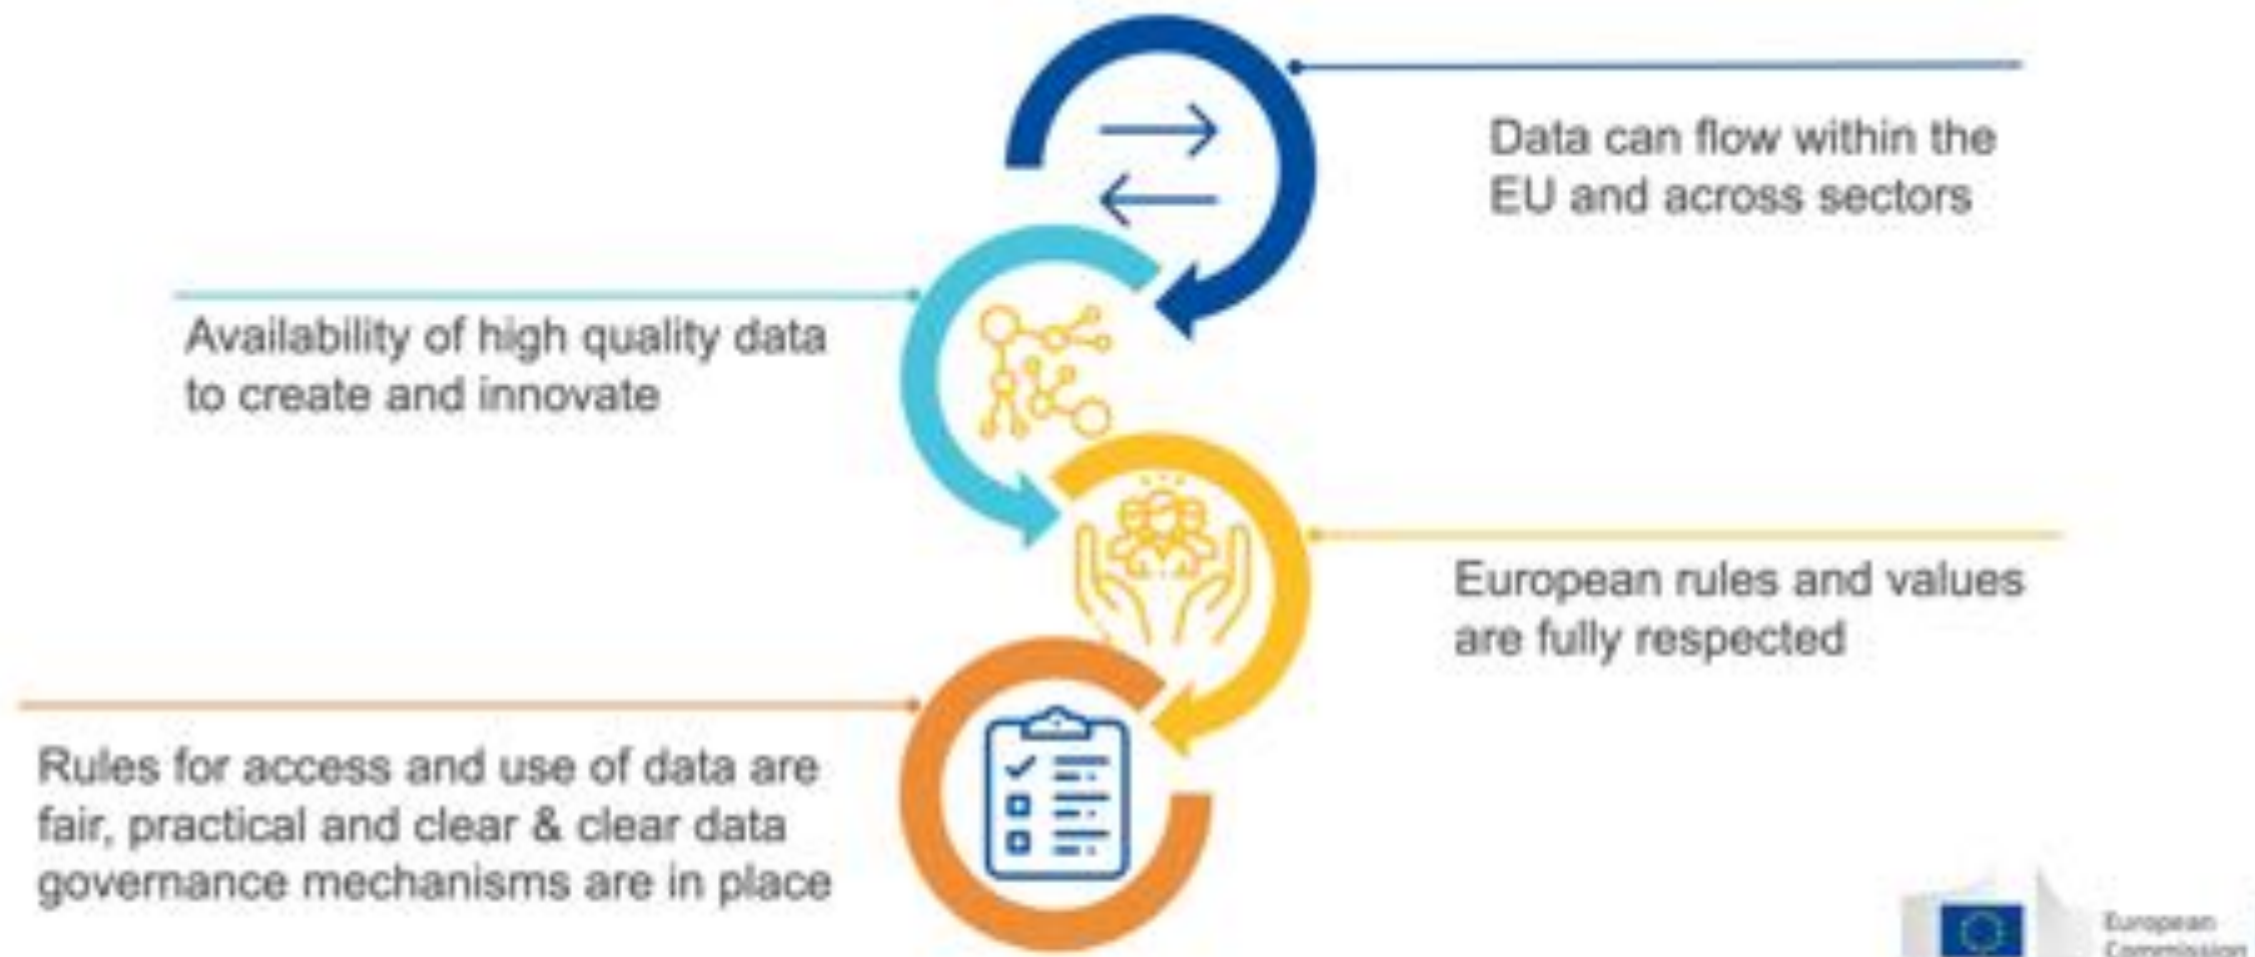 Data can flow within the
EU and across sectors
Availability of high quality data
to create and innovate
European rules and values
are fully respected
Rules for access and use of data are
fair, practical and clear & clear data
governance mechanisms are in place
European
Commission